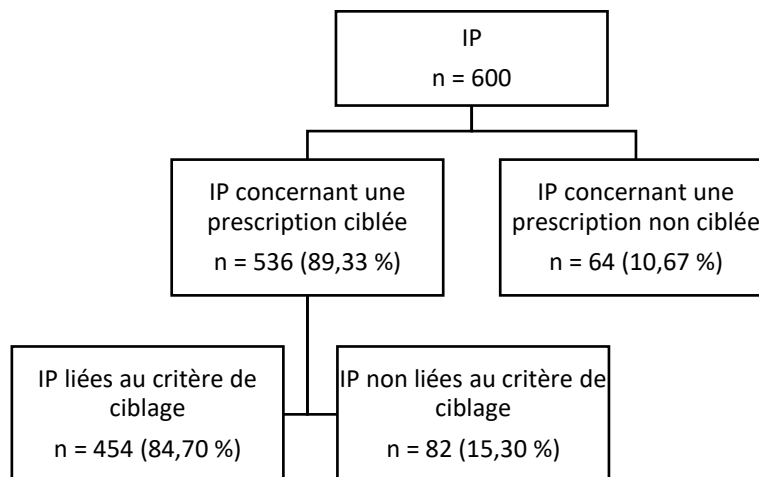 IP
n = 600
IP concernant une
prescription ciblée
n = 536 (89,33 %)
IP concernant une
prescription non ciblée
n = 64 (10,67 %)
IP liées au critère de
ciblage
n = 454 (84,70 %)
IP non liées au critère de
ciblage
n = 82 (15,30 %)